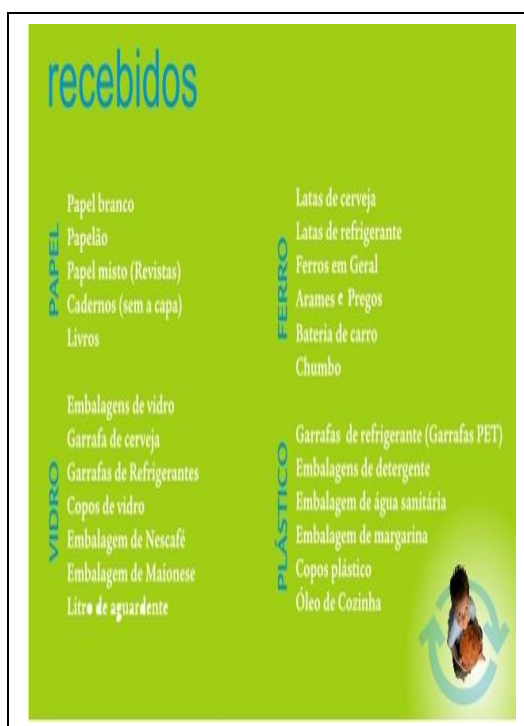 recebidos
PAPEL
Papel branco
Papelão
Papel misto (Revistas)
Cadernos (sem a capa)
Livros
FERRO
Latas de cerveja
Latas de refrigerante
Ferros em Geral
Arames e Pregos
Bateria de carro
Chumbo
VIDRO
Embalagens de vidro
Garrafa de cerveja
Garrafas de Refrigerantes
Copos de vidro
Embalagem de Nescafé
Embalagem de Maionese
Litro de aguardente
PLÁSTICO
Garrafas de refrigerante (Garrafas PET)
Embalagens de detergente
Embalagem de água sanitária
Embalagem de margarina
Copos plástico
Óleo de Cozinha